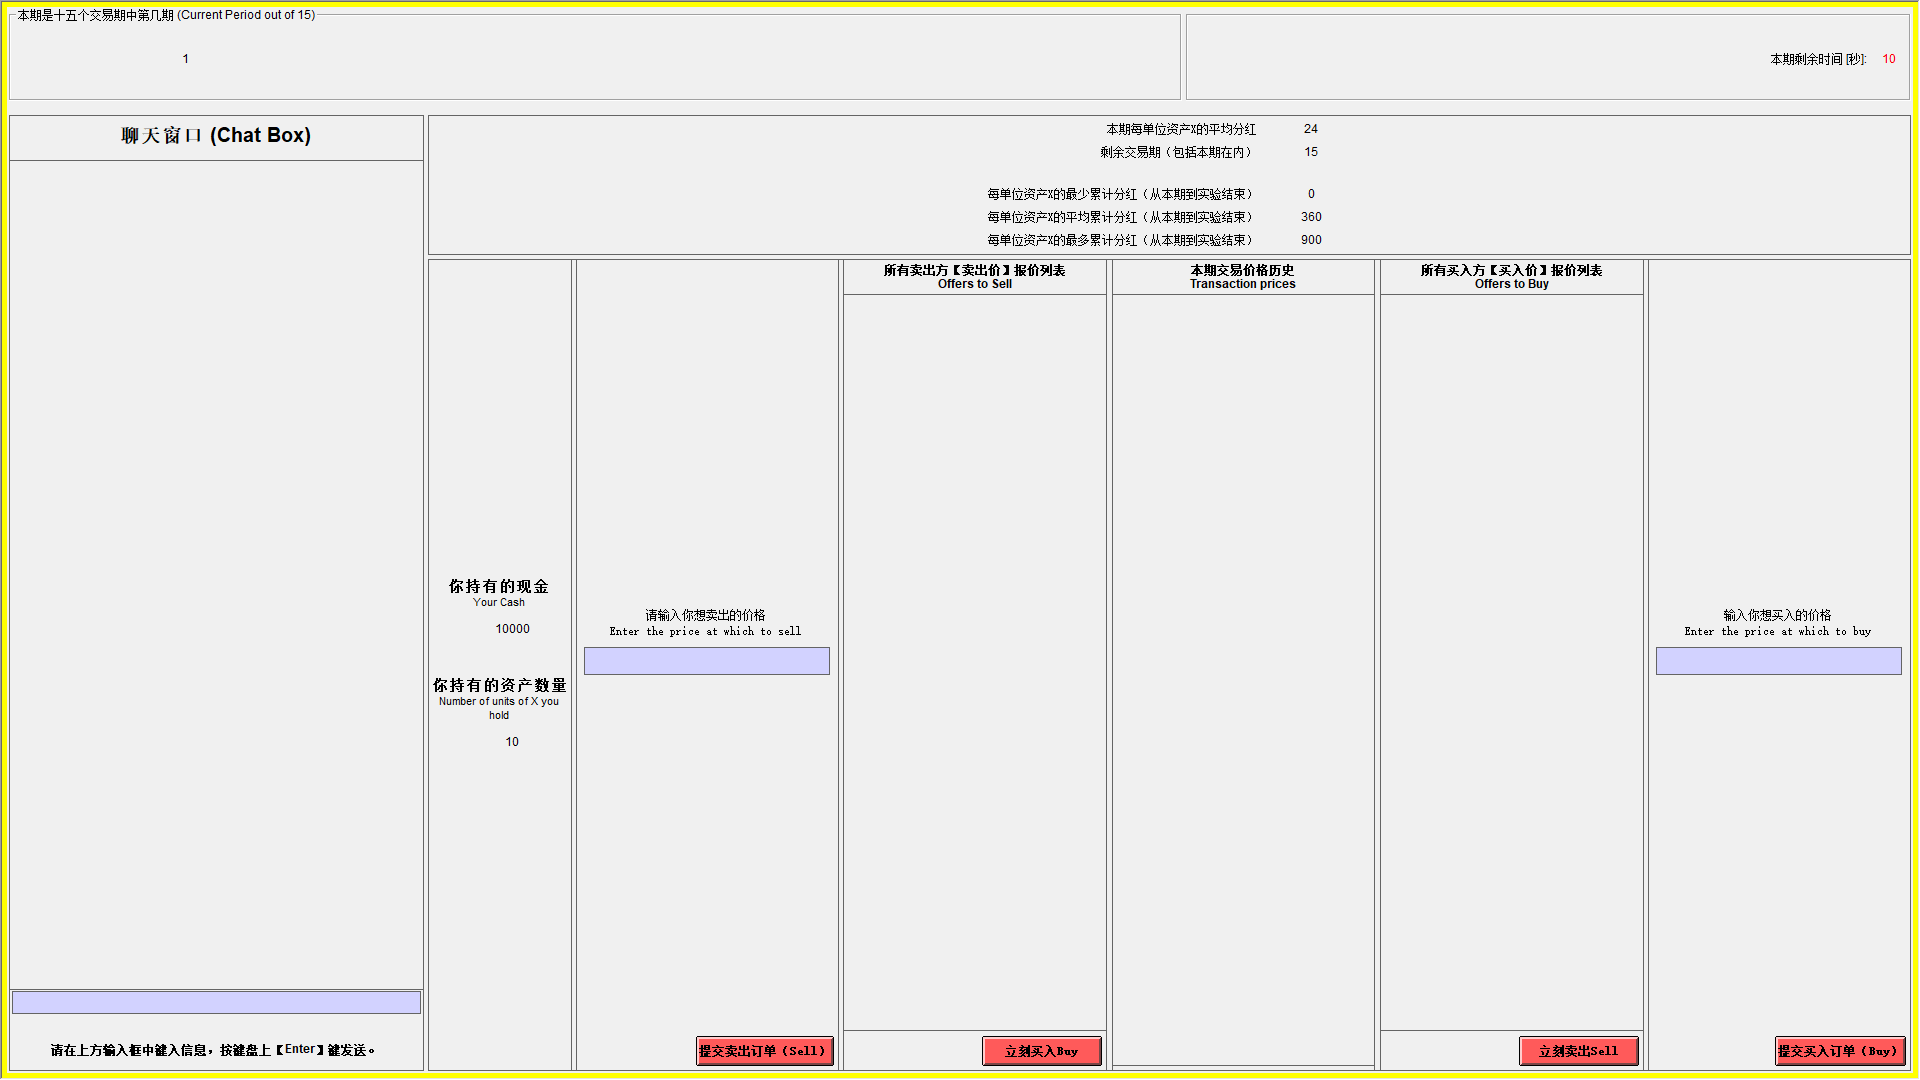 本期是十五个交易期中第几期 (Current Period out of 15)
1
本期剩余时间 [秒]: 10
聊天窗口 (Chat Box)
本期每单位资产X的平均分红 24
剩余交易期（包括本期在内） 15
每单位资产X的最少累计分红（从本期到实验结束） 0
每单位资产X的平均累计分红（从本期到实验结束） 360
每单位资产X的最多累计分红（从本期到实验结束） 900
你持有的现金
Your Cash
10000
你持有的资产数量
Number of units of X you
hold
10
请输入你想卖出的价格
Enter the price at which to sell
提交卖出订单（Sell）
所有卖出方【卖出价】报价列表
Offers to Sell
立刻买入Buy
本期交易价格历史
Transaction prices
所有买入方【买入价】报价列表
Offers to Buy
立刻卖出Sell
输入你想买入的价格
Enter the price at which to buy
提交买入订单（Buy）
请在上方输入框中键入信息，按键盘上【Enter】键发送。